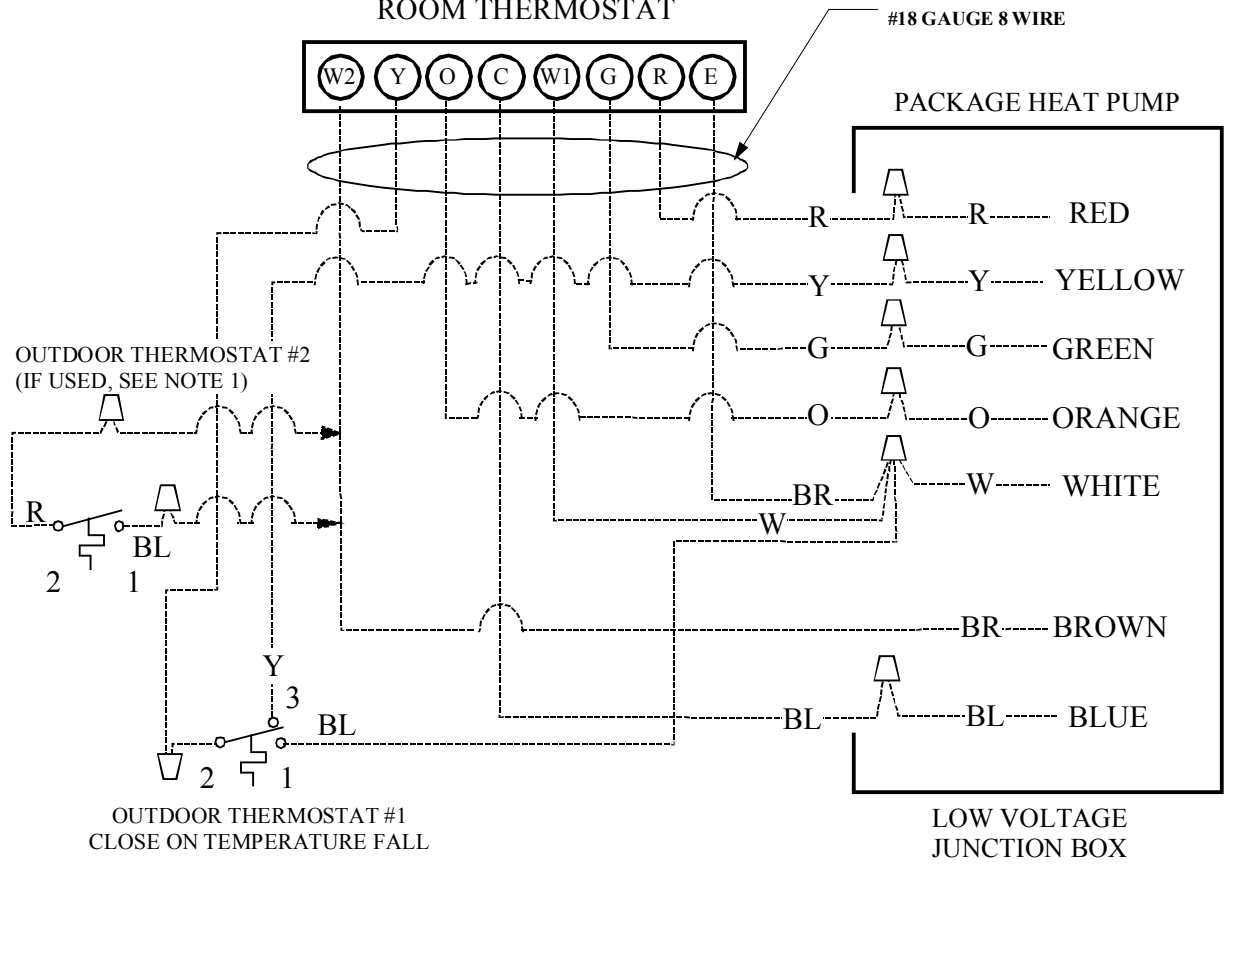 ROOM THERMOSTAT
#18 GAUGE 8 WIRE
W2 Y O C W1 G R E
PACKAGE HEAT PUMP
R R RED
Y Y YELLOW
G G GREEN
OUTDOOR THERMOSTAT #2
(IF USED, SEE NOTE 1)
O O ORANGE
BR W WHITE
W
R
BL
2 1
BR BROWN
Y
3
BL
BL BL BLUE
2 1
OUTDOOR THERMOSTAT #1
CLOSE ON TEMPERATURE FALL
LOW VOLTAGE
JUNCTION BOX